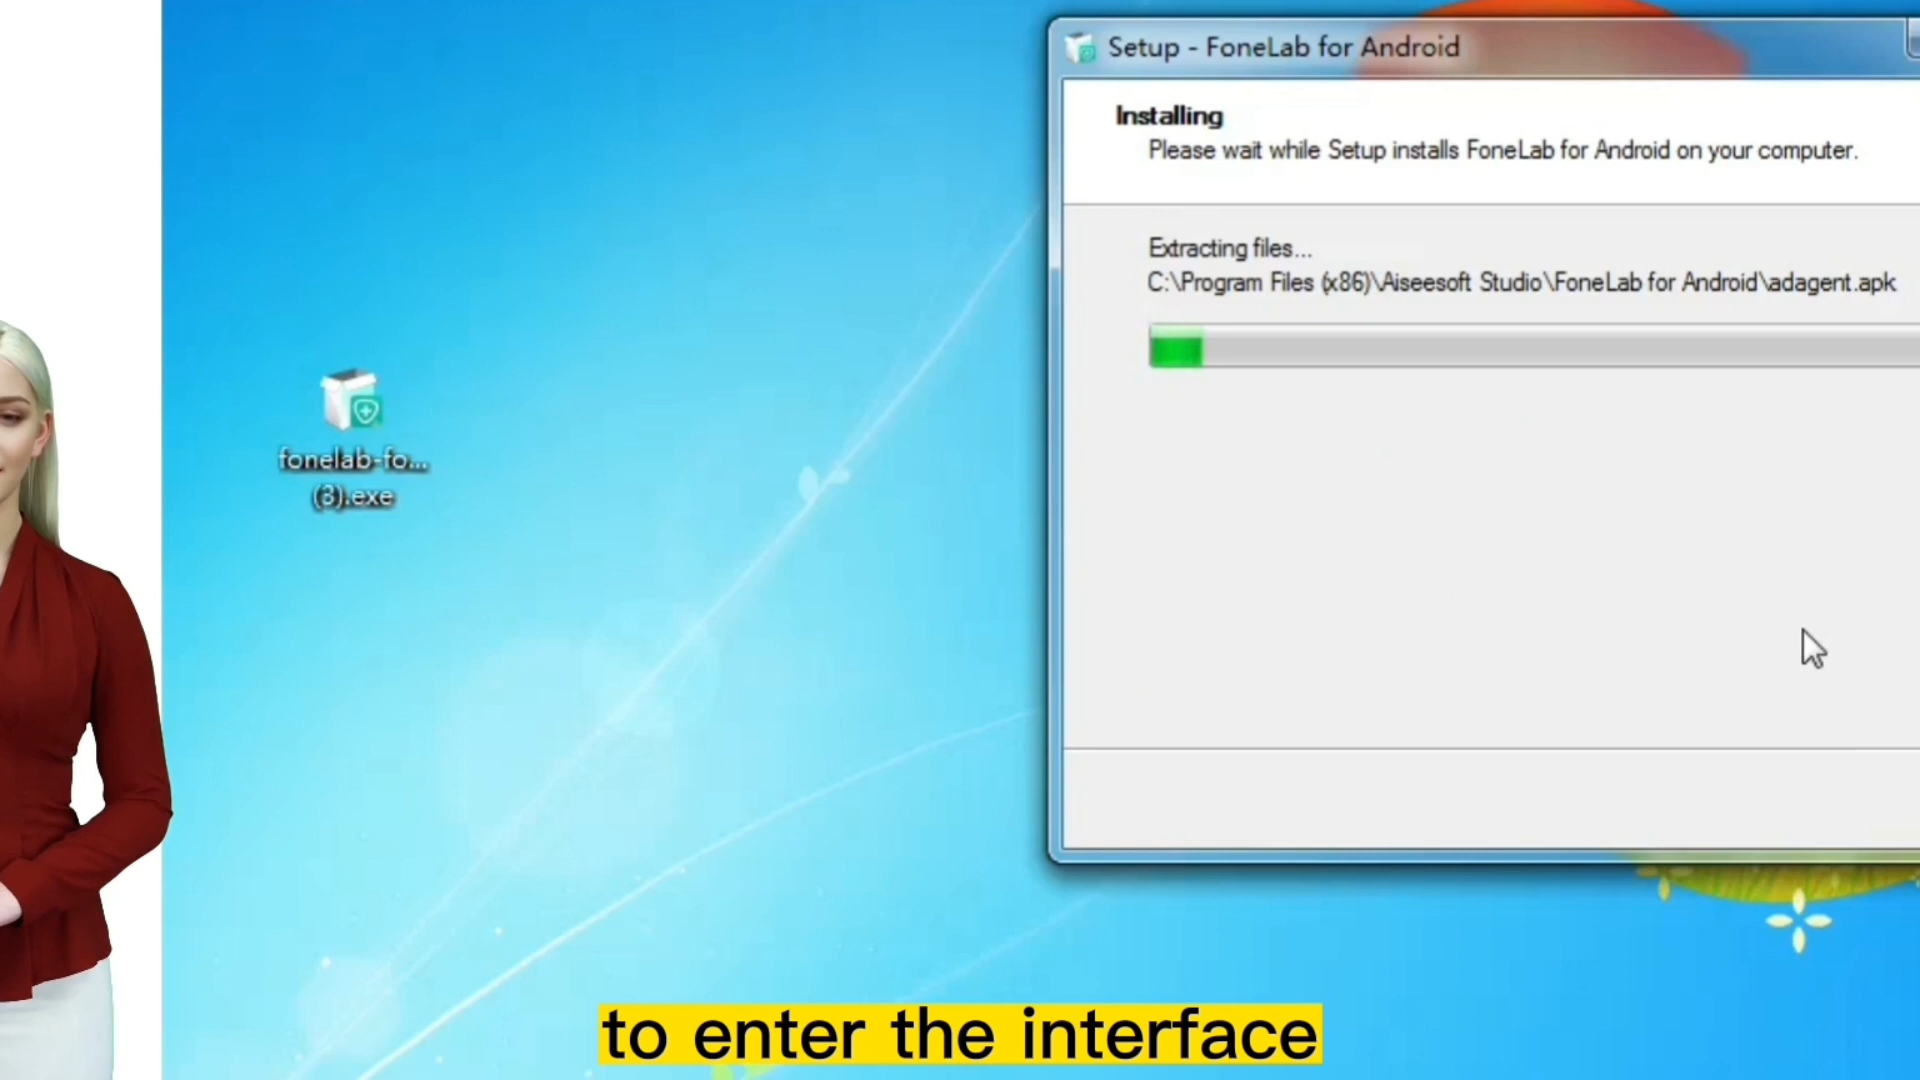 Setup - FoneLab for Android
Installing
Please wait while Setup installs FoneLab for Android on your computer.
Extracting files...
C:\Program Files (x86)\Aiseesoft Studio\FoneLab for Android\adagent.apk
fonelab-fo...
(3).exe
to enter the interface